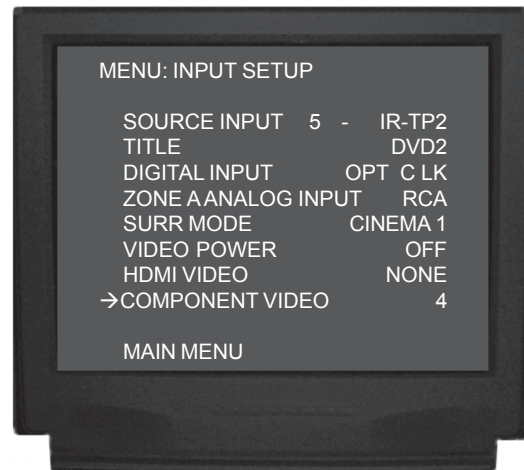 MENU: INPUT SETUP
SOURCE INPUT 5 - IR-TP2
TITLE DVD2
DIGITAL INPUT OPT C LK
ZONE A ANALOG INPUT RCA
SURR MODE CINEMA 1
VIDEO POWER OFF
HDMI VIDEO NONE
→COMPONENT VIDEO 4
MAIN MENU